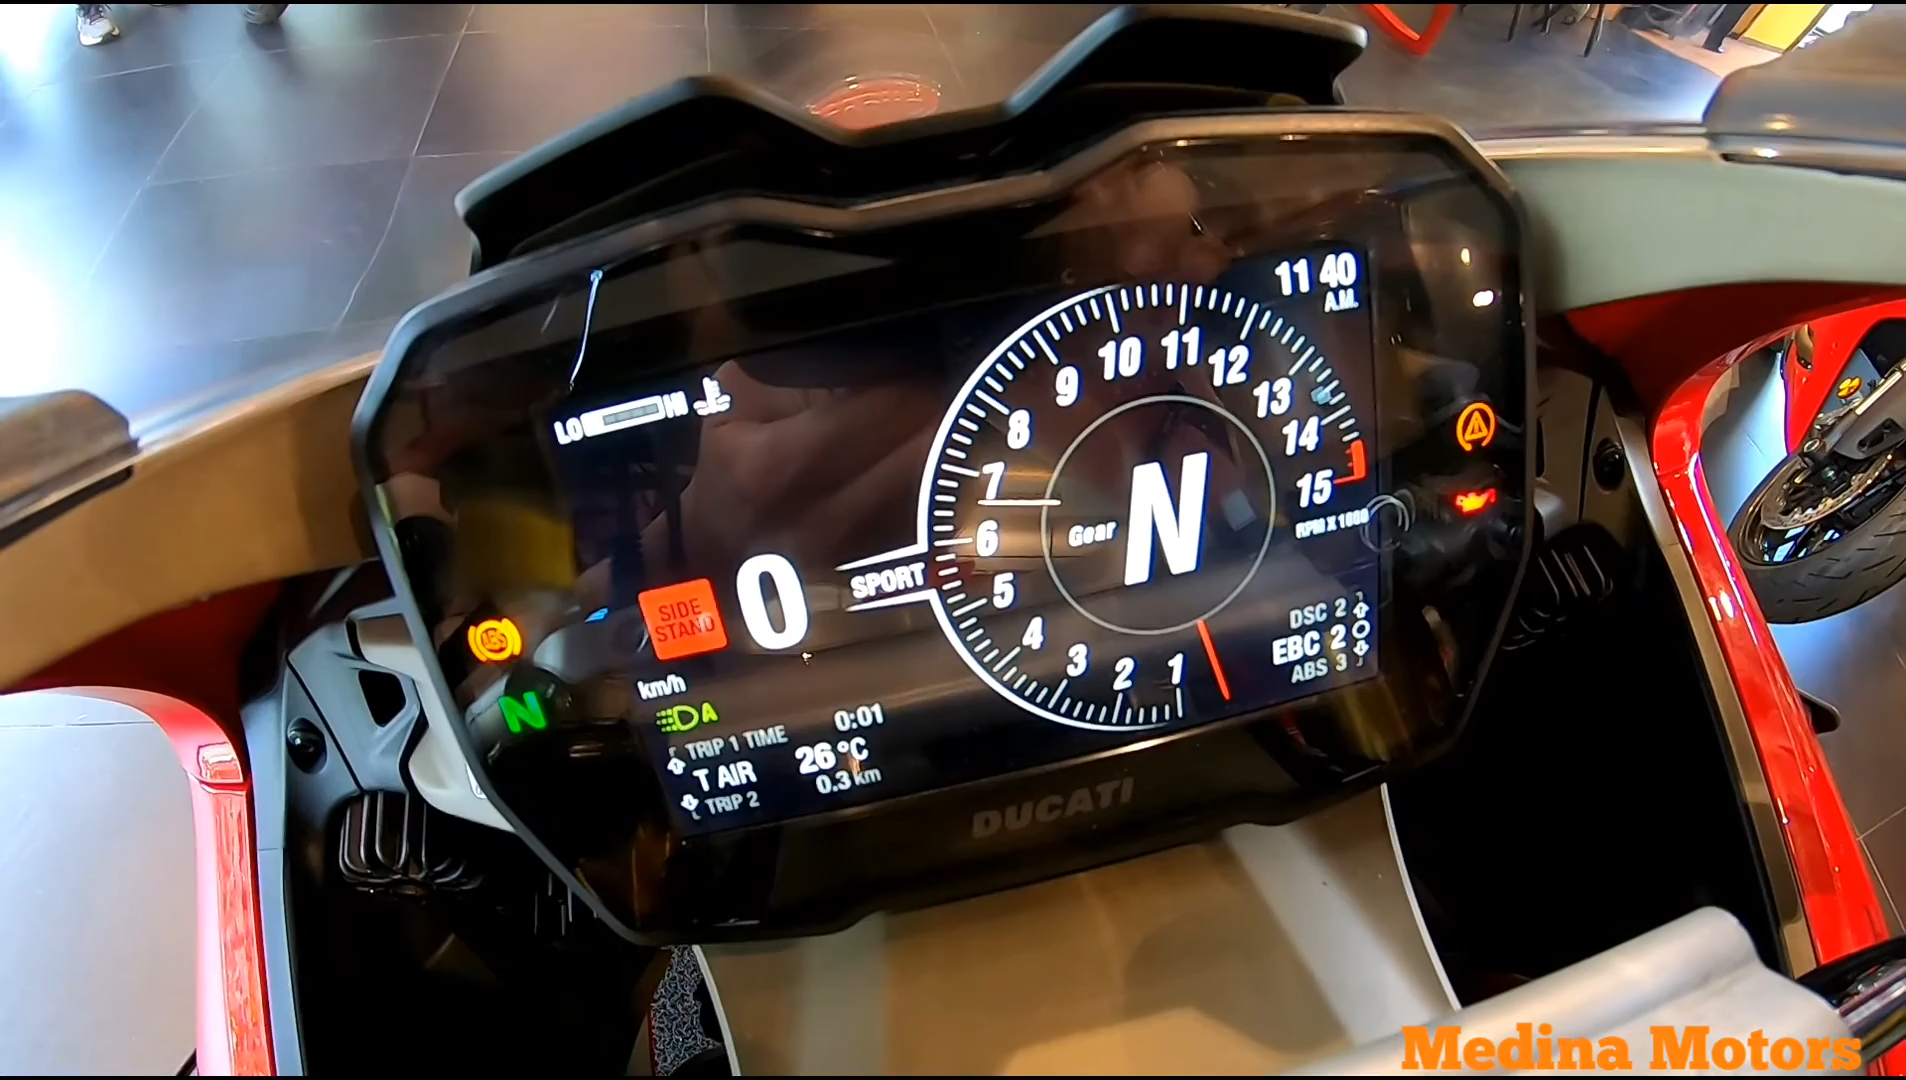 11 40
A.M.
LO HI
9 10 11 12
8 13
7 14
6 15
RPM X 1000
5
4
3 2 1
Gear N
SPORT
SIDE
STAND
0
km/h
ABS
N
A
DSC 2
EBC 2
ABS 3
TRIP 1 TIME 0:01
T AIR 26 °C
TRIP 2 0.3 km
DUCATI
Medina Motors